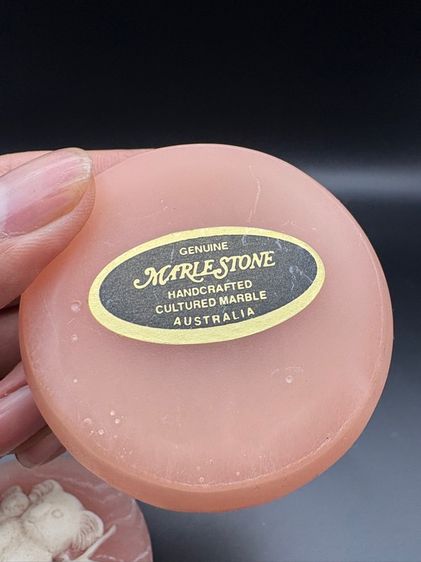 GENUINE
MARLESTONE
HANDCRAFTED
CULTURED MARBLE
AUSTRALIA